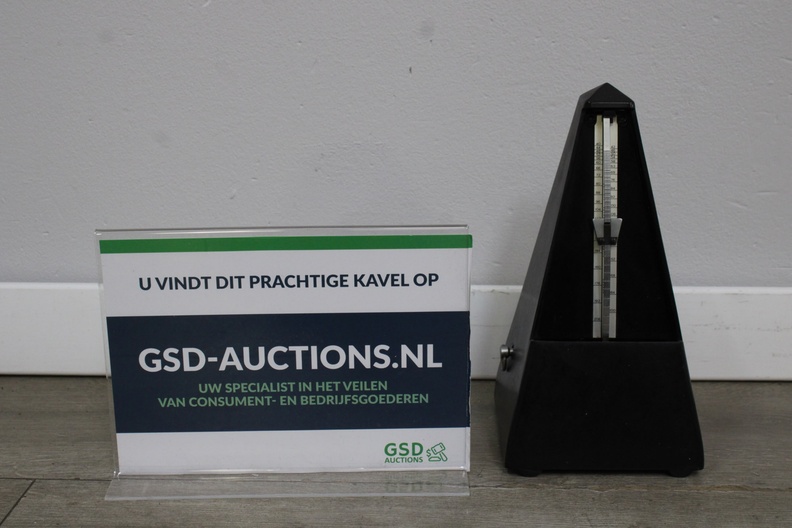 U VINDT DIT PRACHTIGE KAVEL OP
GSD-AUCTIONS.NL
UW SPECIALIST IN HET VEILEN
VAN CONSUMENT- EN BEDRIJFSGOEDEREN
GSD
AUCTIONS